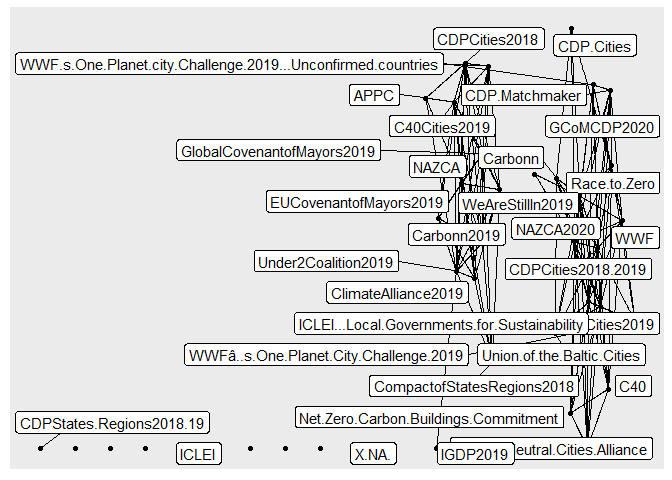 CDPCities2018
CDP.Cities
WWF.s.One.Planet.city.Challenge.2019...Unconfirmed.countries
APPC
CDP.Matchmaker
C40Cities2019
GCoMCDP2020
GlobalCovenantofMayors2019
Carbonn
NAZCA
Race.to.Zero
EUCovenantofMayors2019
WeAreStillIn2019
NAZCA2020
Carbonn2019
WWF
Under2Coalition2019
CDPCities2018.2019
ClimateAlliance2019
ICLEI...Local.Governments.for.Sustainability
Cities2019
WWFâ..s.One.Planet.City.Challenge.2019
Union.of.the.Baltic.Cities
CompactofStatesRegions2018
C40
Net.Zero.Carbon.Buildings.Commitment
CDPStates.Regions2018.19
ICLEI
X.NA.
IGDP2019
eutral.Cities.Alliance